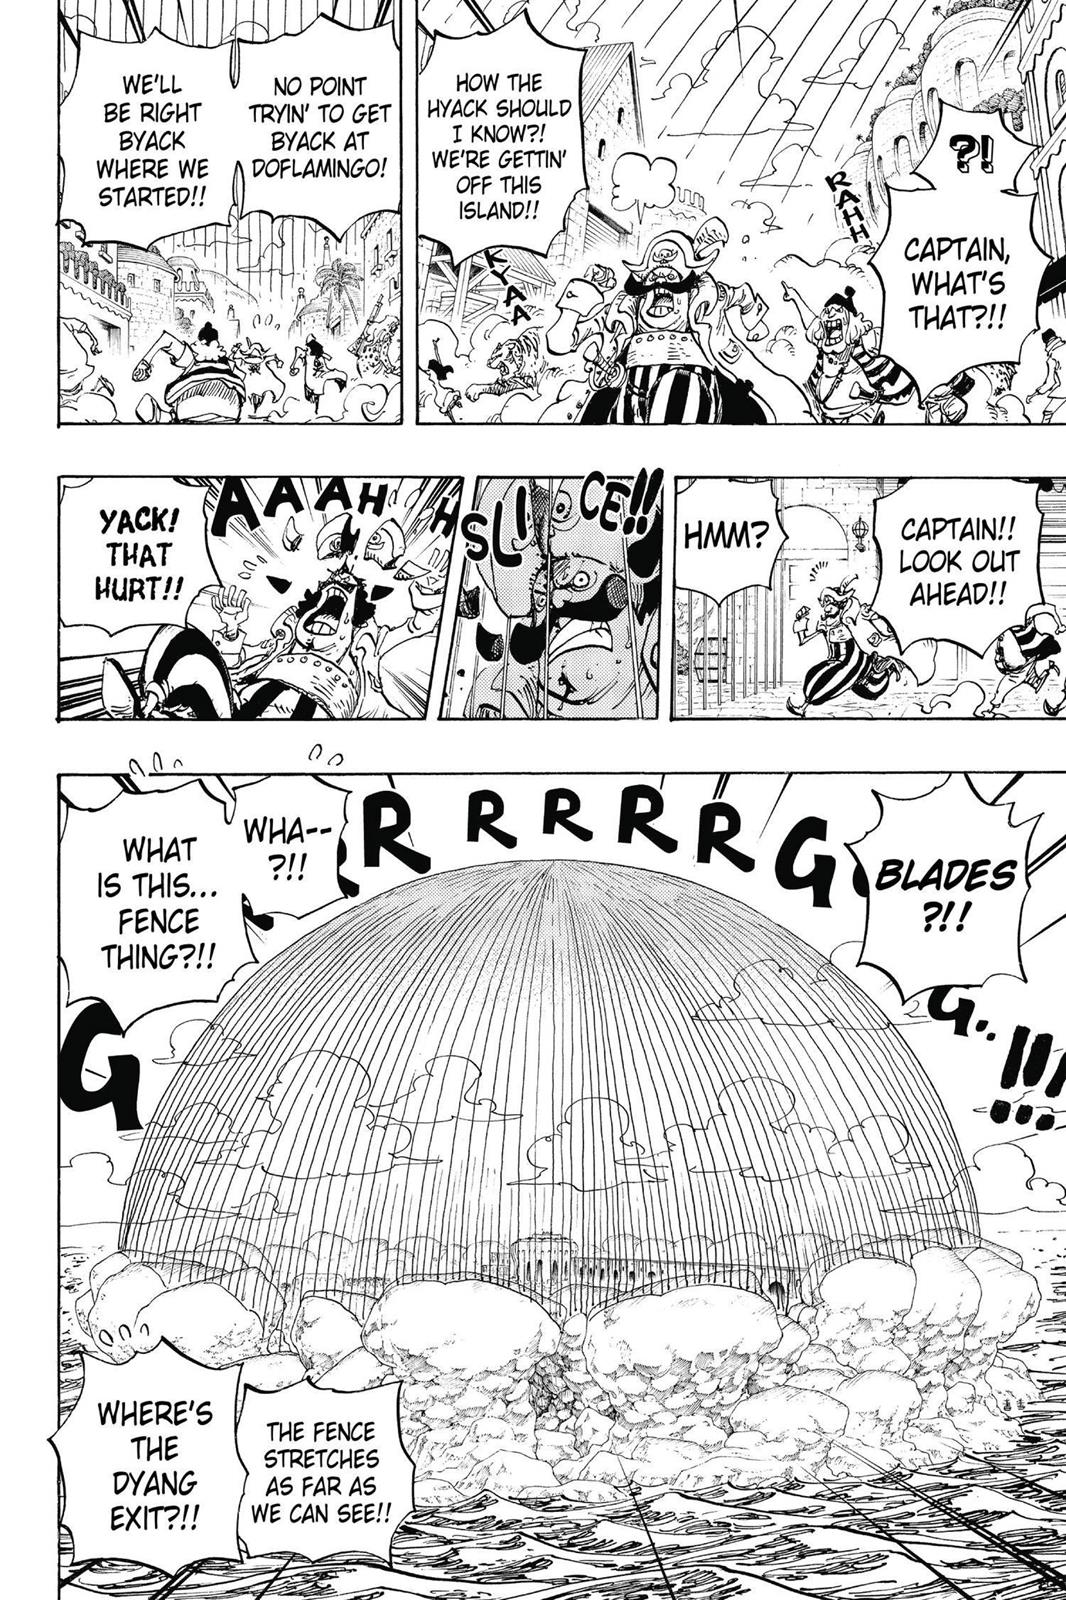 ?!
CAPTAIN,
WHAT'S
THAT?!!
RAHH
HOW THE
HYACK SHOULD
I KNOW?!
WE'RE GETTIN'
OFF THIS
ISLAND!!
KYAA
NO POINT
TRYIN' TO GET
BYACK AT
DOFLAMINGO!
WE'LL
BE RIGHT
BYACK
WHERE WE
STARTED!!
CAPTAIN!!
LOOK OUT
AHEAD!!
HMM?
SLICE!!
AAAAHHH
YACK!
THAT
HURT!!
BLADES
?!!
WHA--
?!!
WHAT
IS THIS...
FENCE
THING?!!
THE FENCE
STRETCHES
AS FAR AS
WE CAN SEE!!
WHERE'S
THE
DYANG
EXIT?!!